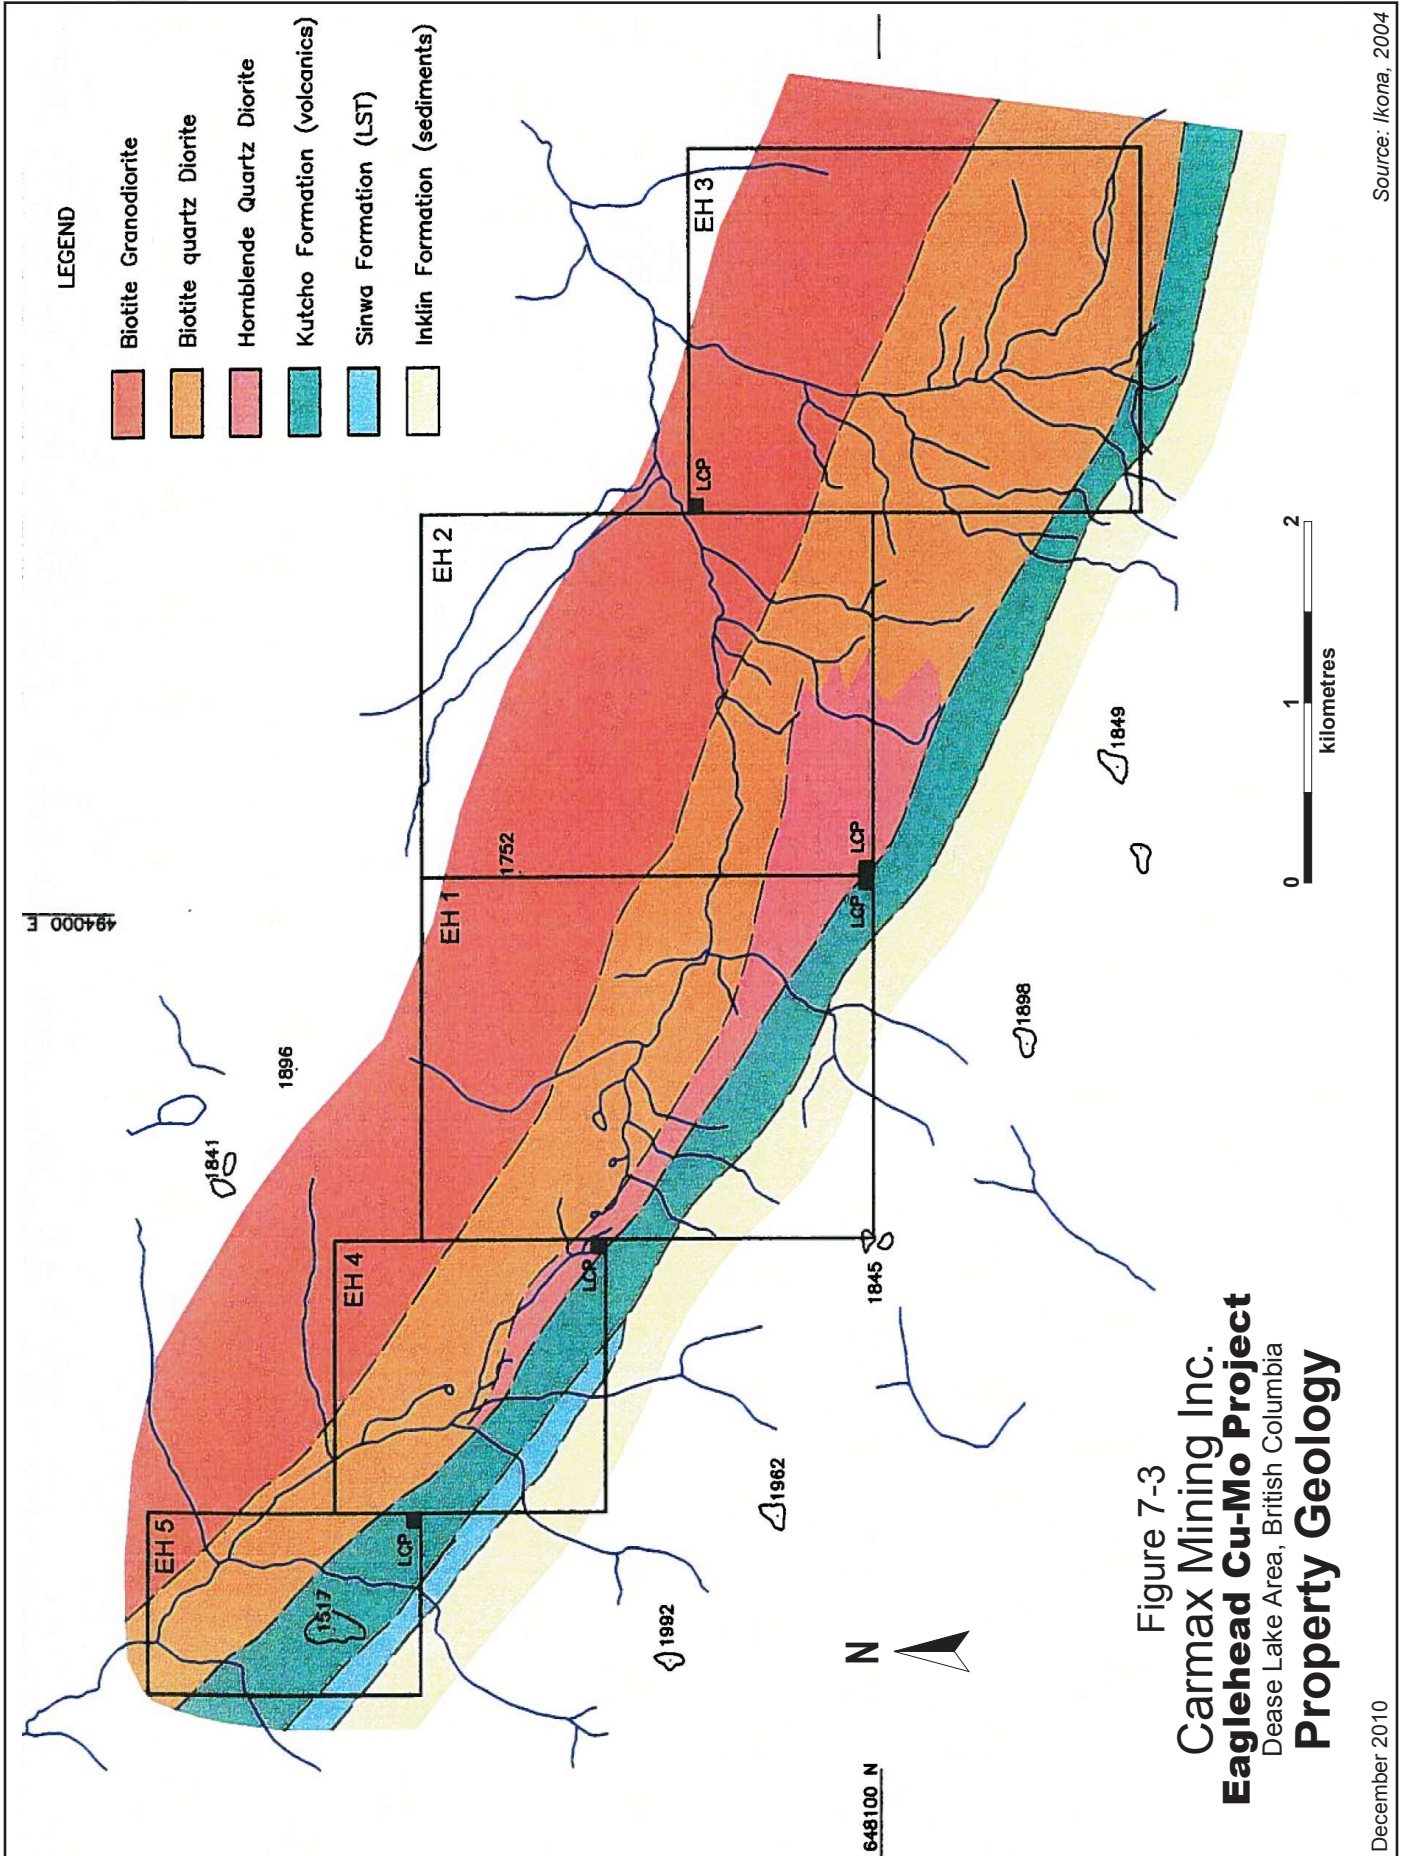 LEGEND
Biotite Granodiorite
Biotite quartz Diorite
Hornblende Quartz Diorite
Kutcho Formation (volcanics)
Sinwa Formation (LST)
Inklin Formation (sediments)
494000 E
648100 N
EH 5
EH 4
EH 1
EH 2
EH 3
LCP
LCP
LCP
LCP
LCP
1517
1841
1896
1752
1992
1962
1845
1898
1849
N
0 1 2
kilometres
Figure 7-3
Carmax Mining Inc.
Eaglehead Cu-Mo Project
Dease Lake Area, British Columbia
Property Geology
December 2010
Source: Ikona, 2004